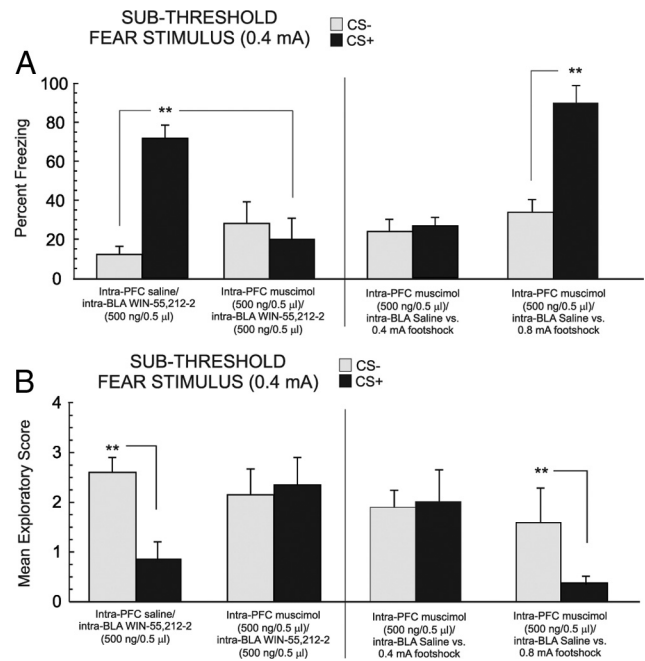 SUB-THRESHOLD
FEAR STIMULUS (0.4 mA)
CS-
CS+
A
Percent Freezing
100
80
60
40
20
0
**
**
Intra-PFC saline/
intra-BLA WIN-55,212-2
(500 ng/0.5 µl)
Intra-PFC muscimol
(500 ng/0.5 µl)/
intra-BLA WIN-55,212-2
(500 ng/0.5 µl)
Intra-PFC muscimol
(500 ng/0.5 µl)/
intra-BLA Saline vs.
0.4 mA footshock
Intra-PFC muscimol
(500 ng/0.5 µl)/
intra-BLA Saline vs.
0.8 mA footshock
B
SUB-THRESHOLD
FEAR STIMULUS (0.4 mA)
CS-
CS+
Mean Exploratory Score
4
3
2
1
0
**
**
Intra-PFC saline/
intra-BLA WIN-55,212-2
(500 ng/0.5 µl)
Intra-PFC muscimol
(500 ng/0.5 µl)/
intra-BLA WIN-55,212-2
(500 ng/0.5 µl)
Intra-PFC muscimol
(500 ng/0.5 µl)/
intra-BLA Saline vs.
0.4 mA footshock
Intra-PFC muscimol
(500 ng/0.5 µl)/
intra-BLA Saline vs.
0.8 mA footshock